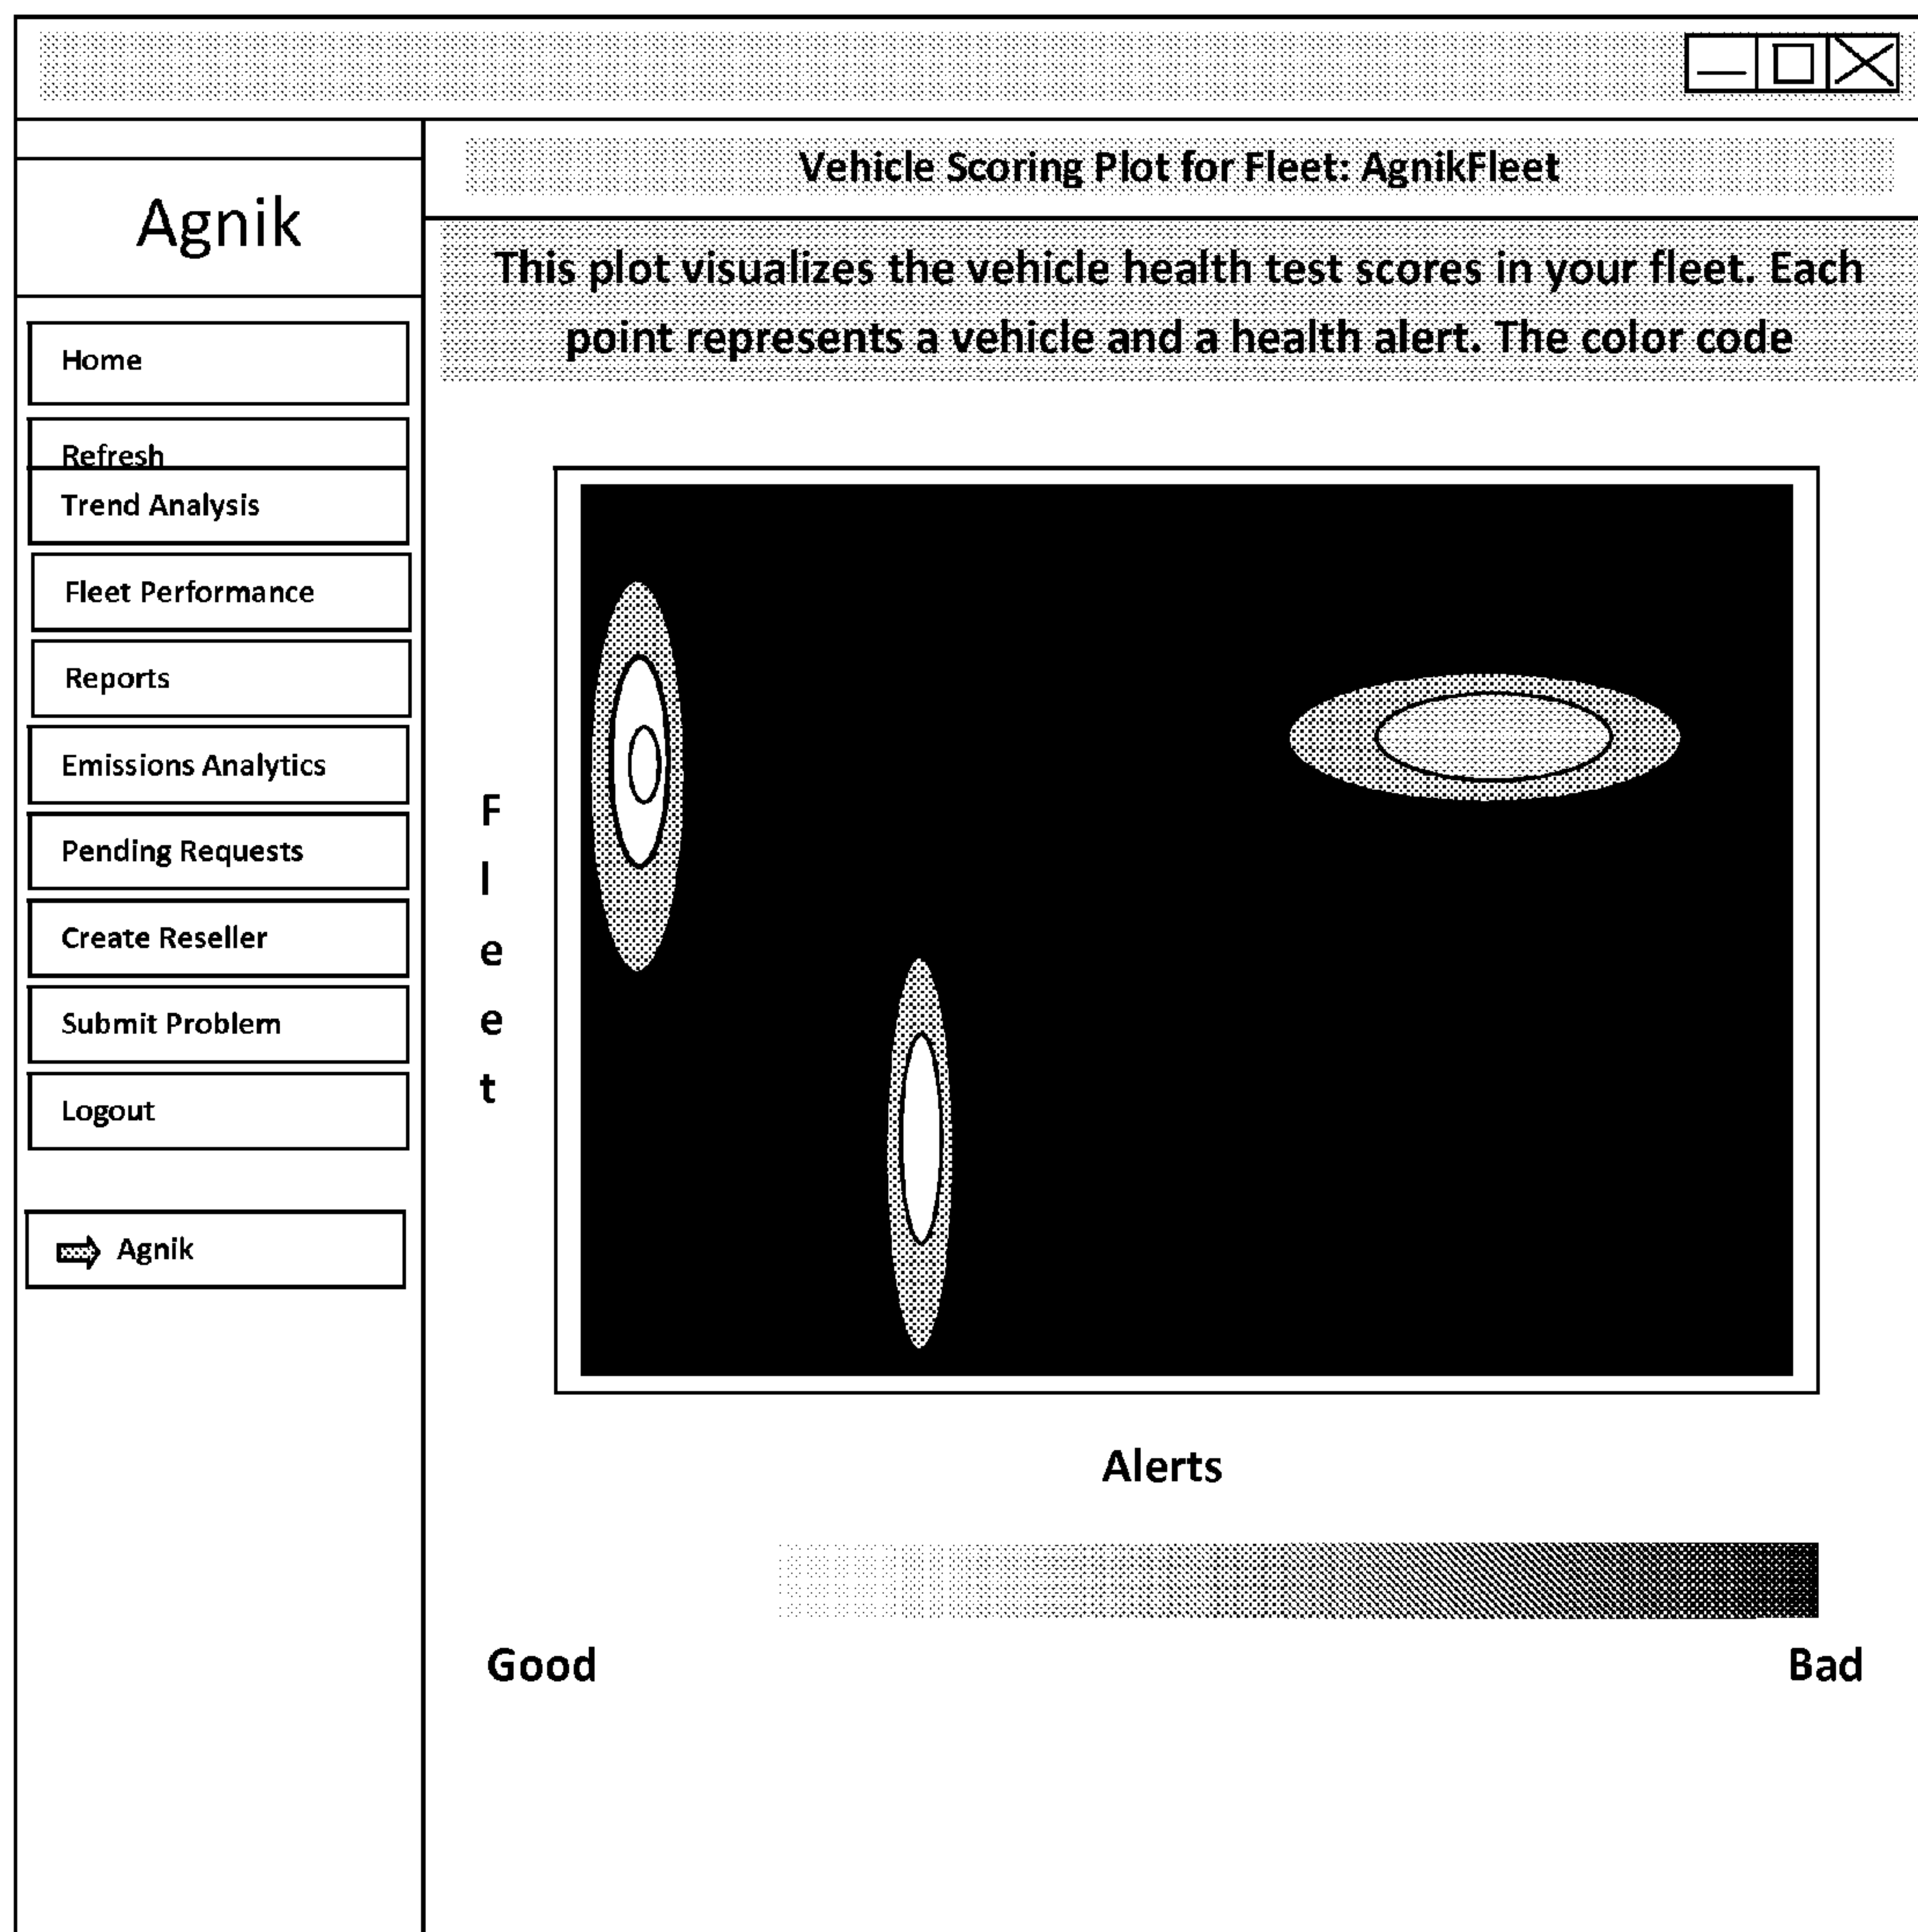 Agnik
Home
Refresh
Trend Analysis
Fleet Performance
Reports
Emissions Analytics
Pending Requests
Create Reseller
Submit Problem
Logout
Agnik
Vehicle Scoring Plot for Fleet: AgnikFleet
This plot visualizes the vehicle health test scores in your fleet. Each
point represents a vehicle and a health alert. The color code
Fleet
Alerts
Good
Bad